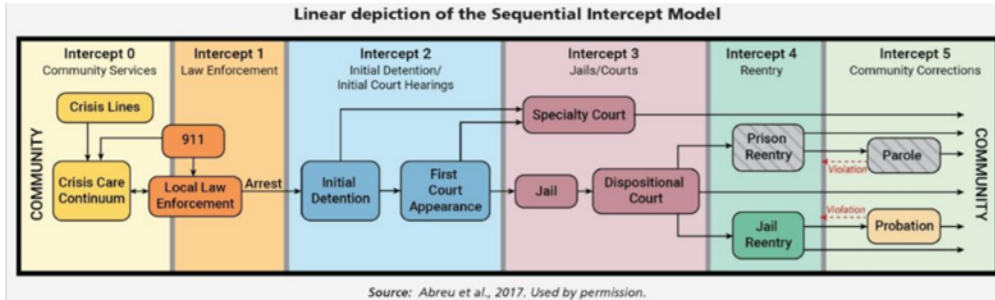 Linear depiction of the Sequential Intercept Model
Intercept 0
Community Services
Intercept 1
Law Enforcement
Intercept 2
Initial Detention/
Initial Court Hearings
Intercept 3
Jails/Courts
Intercept 4
Reentry
Intercept 5
Community Corrections
COMMUNITY
Crisis Lines
Crisis Care
Continuum
911
Local Law
Enforcement
Arrest
Initial
Detention
First
Court
Appearance
Specialty Court
Jail
Dispositional
Court
Prison
Reentry
Jail
Reentry
Violation
Parole
Violation
Probation
COMMUNITY
Source: Abreu et al., 2017. Used by permission.